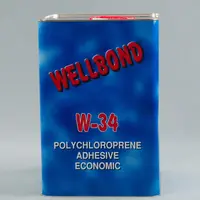 WELLBOND
W-34
POLYCHLOROPRENE
ADHESIVE
ECONOMIC